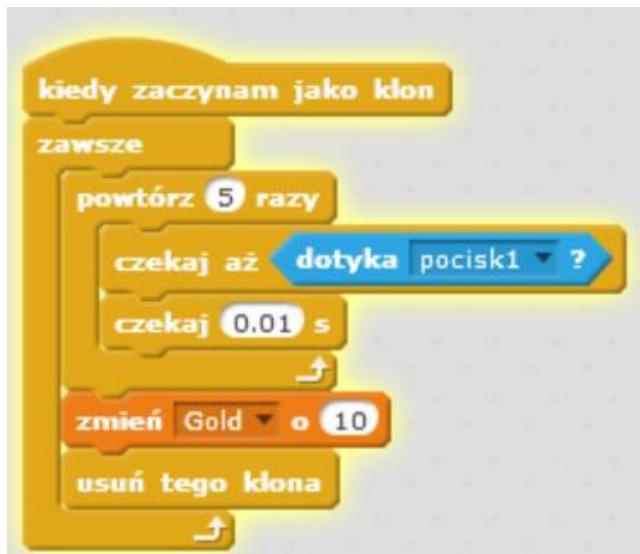 kiedy zaczynam jako klon
zawsze
powtórz 5 razy
czekaj aż dotyka pocisk1 ?
czekaj 0.01 s
zmień Gold o 10
usuń tego klona